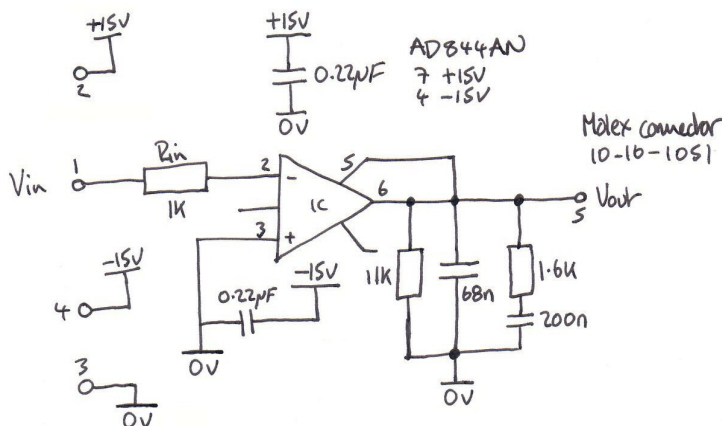 +15V
2
+15V
0.22µF
0V
AD844AN
7 +15V
4 -15V
Molex connector
10-10-1051
Vin
1
Rin
1K
2
-
3
+
IC
5
6
Vout
5
-15V
4
0.22µF
-15V
0V
11K
68n
1.6K
200n
0V
3
0V